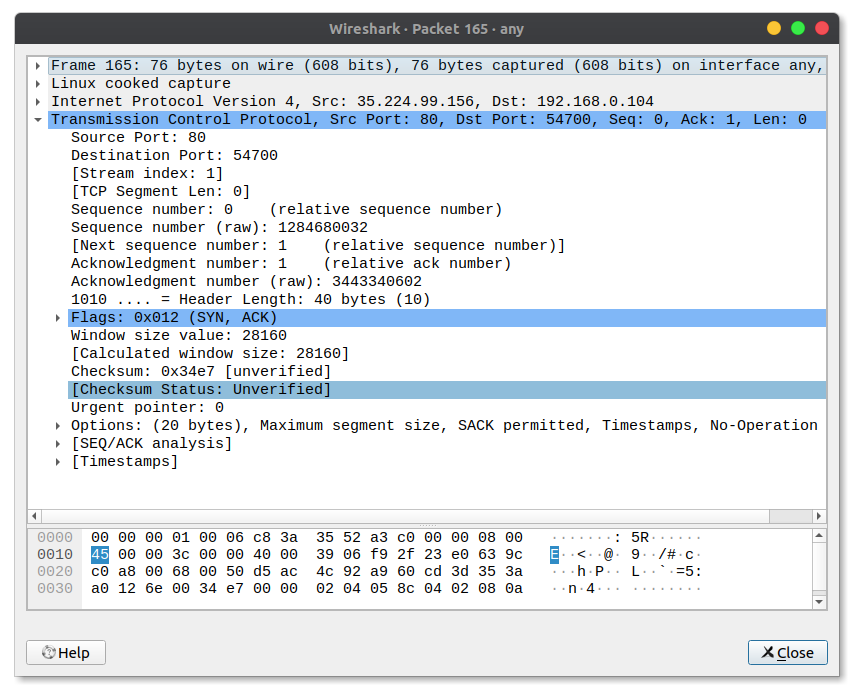 Wireshark · Packet 165 · any
Frame 165: 76 bytes on wire (608 bits), 76 bytes captured (608 bits) on interface any,
Linux cooked capture
Internet Protocol Version 4, Src: 35.224.99.156, Dst: 192.168.0.104
Transmission Control Protocol, Src Port: 80, Dst Port: 54700, Seq: 0, Ack: 1, Len: 0
Source Port: 80
Destination Port: 54700
[Stream index: 1]
[TCP Segment Len: 0]
Sequence number: 0    (relative sequence number)
Sequence number (raw): 1284680032
[Next sequence number: 1    (relative sequence number)]
Acknowledgment number: 1    (relative ack number)
Acknowledgment number (raw): 3443340602
1010 .... = Header Length: 40 bytes (10)
Flags: 0x012 (SYN, ACK)
Window size value: 28160
[Calculated window size: 28160]
Checksum: 0x34e7 [unverified]
[Checksum Status: Unverified]
Urgent pointer: 0
Options: (20 bytes), Maximum segment size, SACK permitted, Timestamps, No-Operation
[SEQ/ACK analysis]
[Timestamps]
0000  00 00 00 01 00 06 c8 3a  35 52 a3 c0 00 00 08 00  ·······: 5R······
0010  45 00 00 3c 00 00 40 00  39 06 f9 2f 23 e0 63 9c  E··<··@· 9··/#·c·
0020  c0 a8 00 68 00 50 d5 ac  4c 92 a9 60 cd 3d 35 3a  ···h·P·· L··`·=5:
0030  a0 12 6e 00 34 e7 00 00  02 04 05 8c 04 02 08 0a  ··n·4··· ········
Help
Close